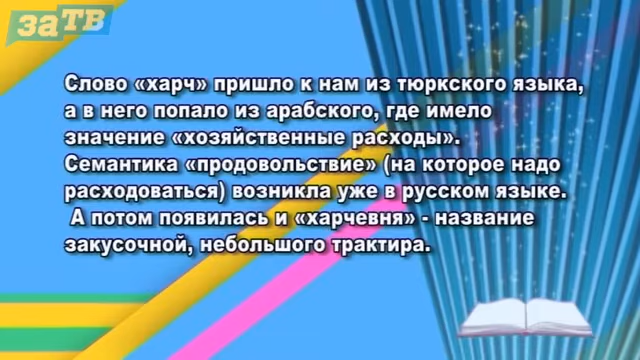 заТВ
Слово «харч» пришло к нам из тюркского языка,
а в него попало из арабского, где имело
значение «хозяйственные расходы».
Семантика «продовольствие» (на которое надо
расходоваться) возникла уже в русском языке.
А потом появилась и «харчевня» - название
закусочной, небольшого трактира.